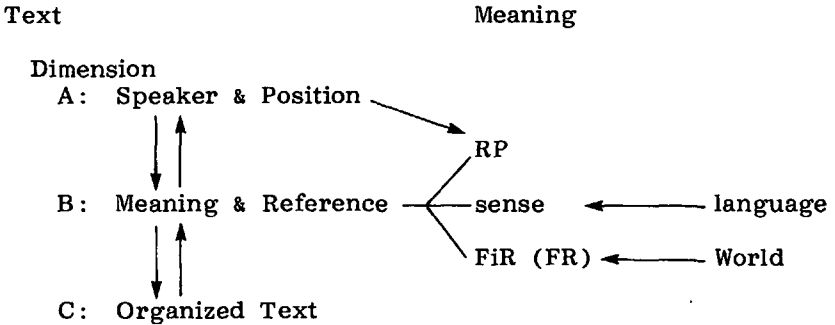 Text Meaning
Dimension
A: Speaker & Position
RP
B: Meaning & Reference sense language
FiR (FR) World
C: Organized Text